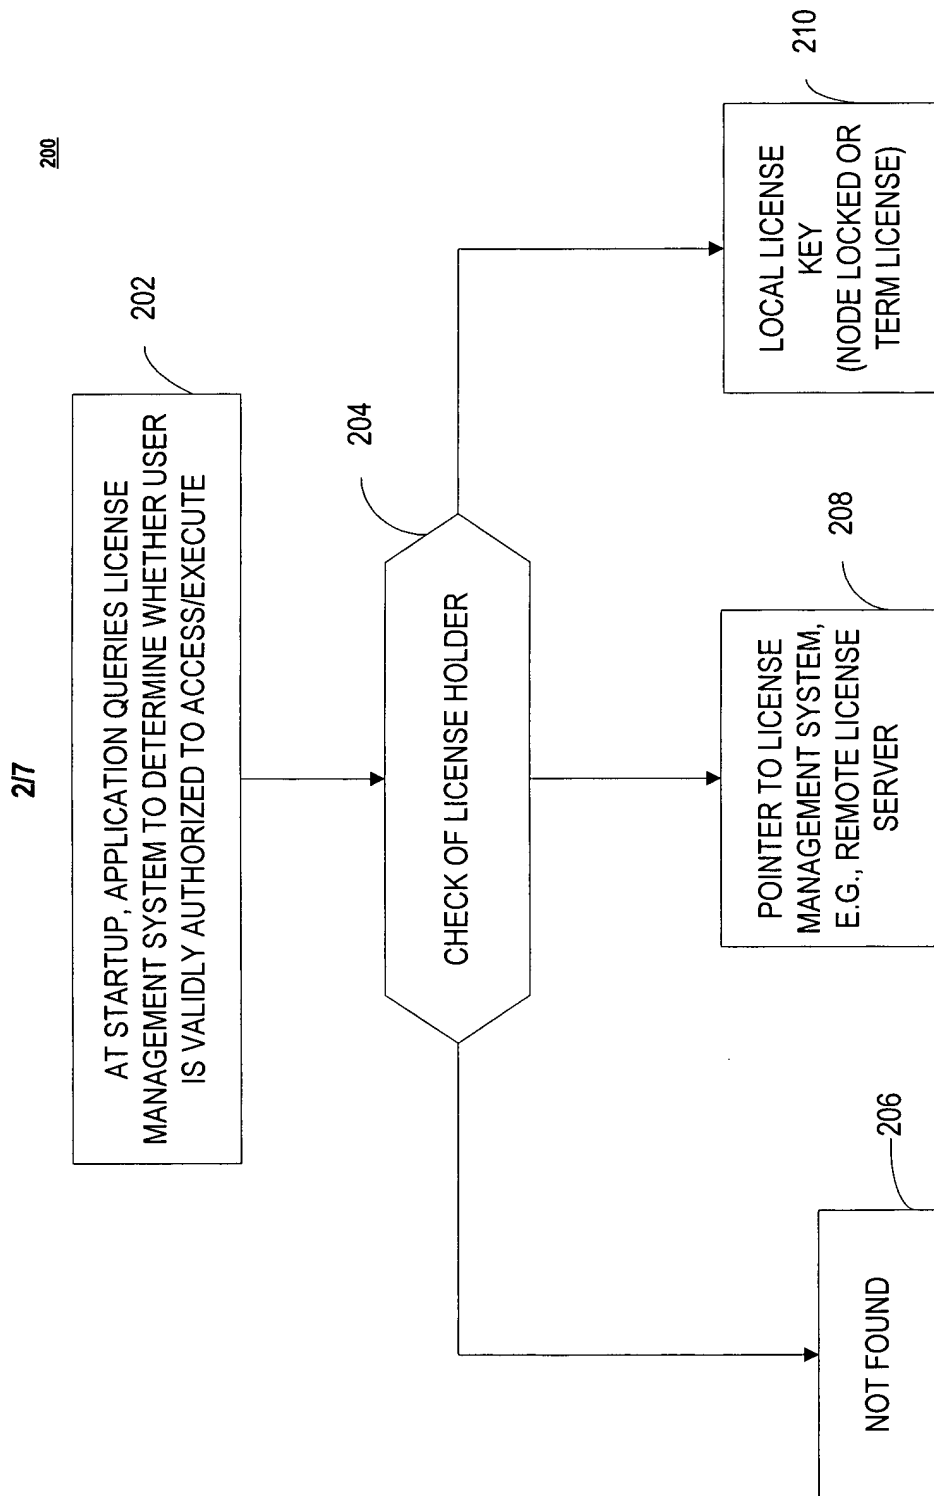 2/7
200
AT STARTUP, APPLICATION QUERIES LICENSE
MANAGEMENT SYSTEM TO DETERMINE WHETHER USER
IS VALIDLY AUTHORIZED TO ACCESS/EXECUTE
202
CHECK OF LICENSE HOLDER
204
NOT FOUND
206
POINTER TO LICENSE
MANAGEMENT SYSTEM,
E.G., REMOTE LICENSE
SERVER
208
LOCAL LICENSE
KEY
(NODE LOCKED OR
TERM LICENSE)
210